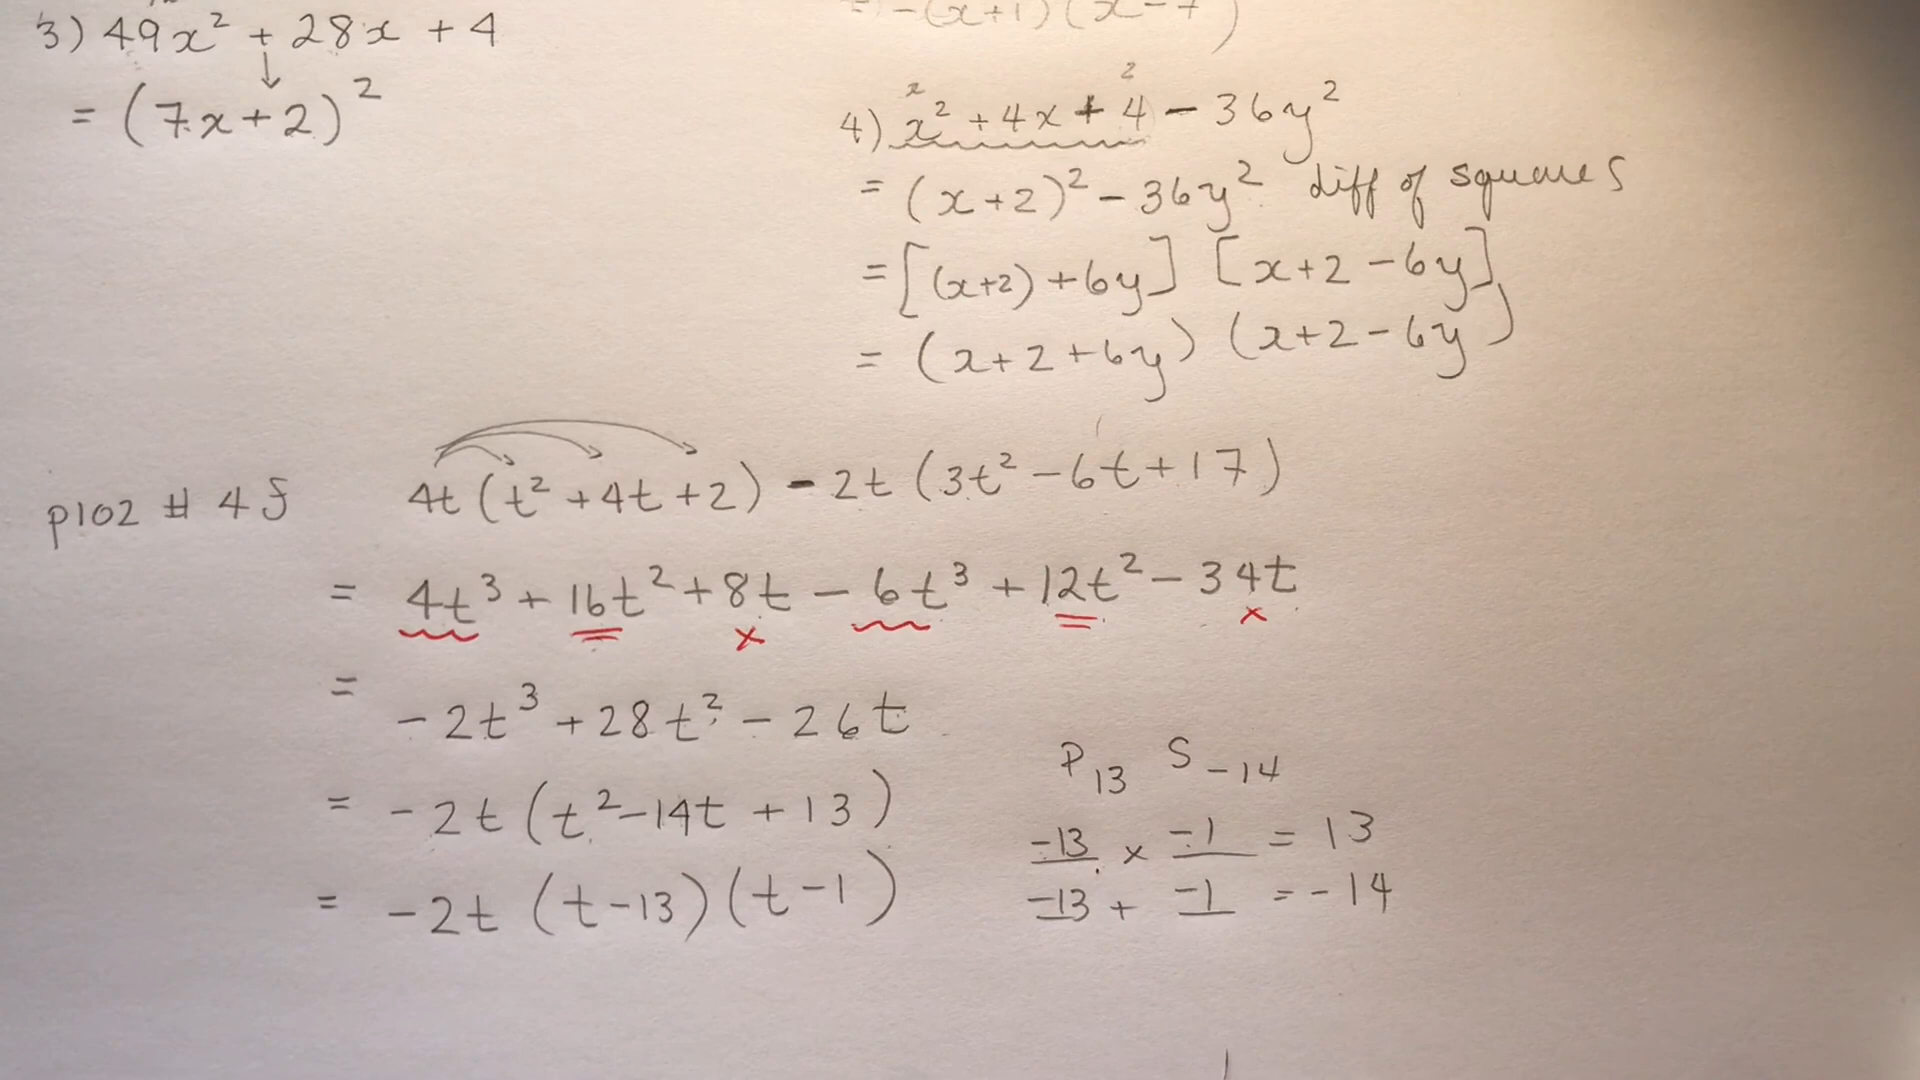 3) 49x² + 28x + 4
= (7x+2)²
= -(x+1)(x-7)
4) x² + 4x + 4 - 36y²
= (x+2)² - 36y² diff of squares
= [(x+2) + 6y] [x+2 - 6y]
= (x+2+6y) (x+2-6y)
p102 # 4f 4t(t² + 4t + 2) - 2t(3t² - 6t + 17)
= 4t³ + 16t² + 8t - 6t³ + 12t² - 34t
= -2t³ + 28t² - 26t
= -2t(t² - 14t + 13)
= -2t(t-13)(t-1)
P 13 S -14
-13 × -1 = 13
-13 + -1 = -14